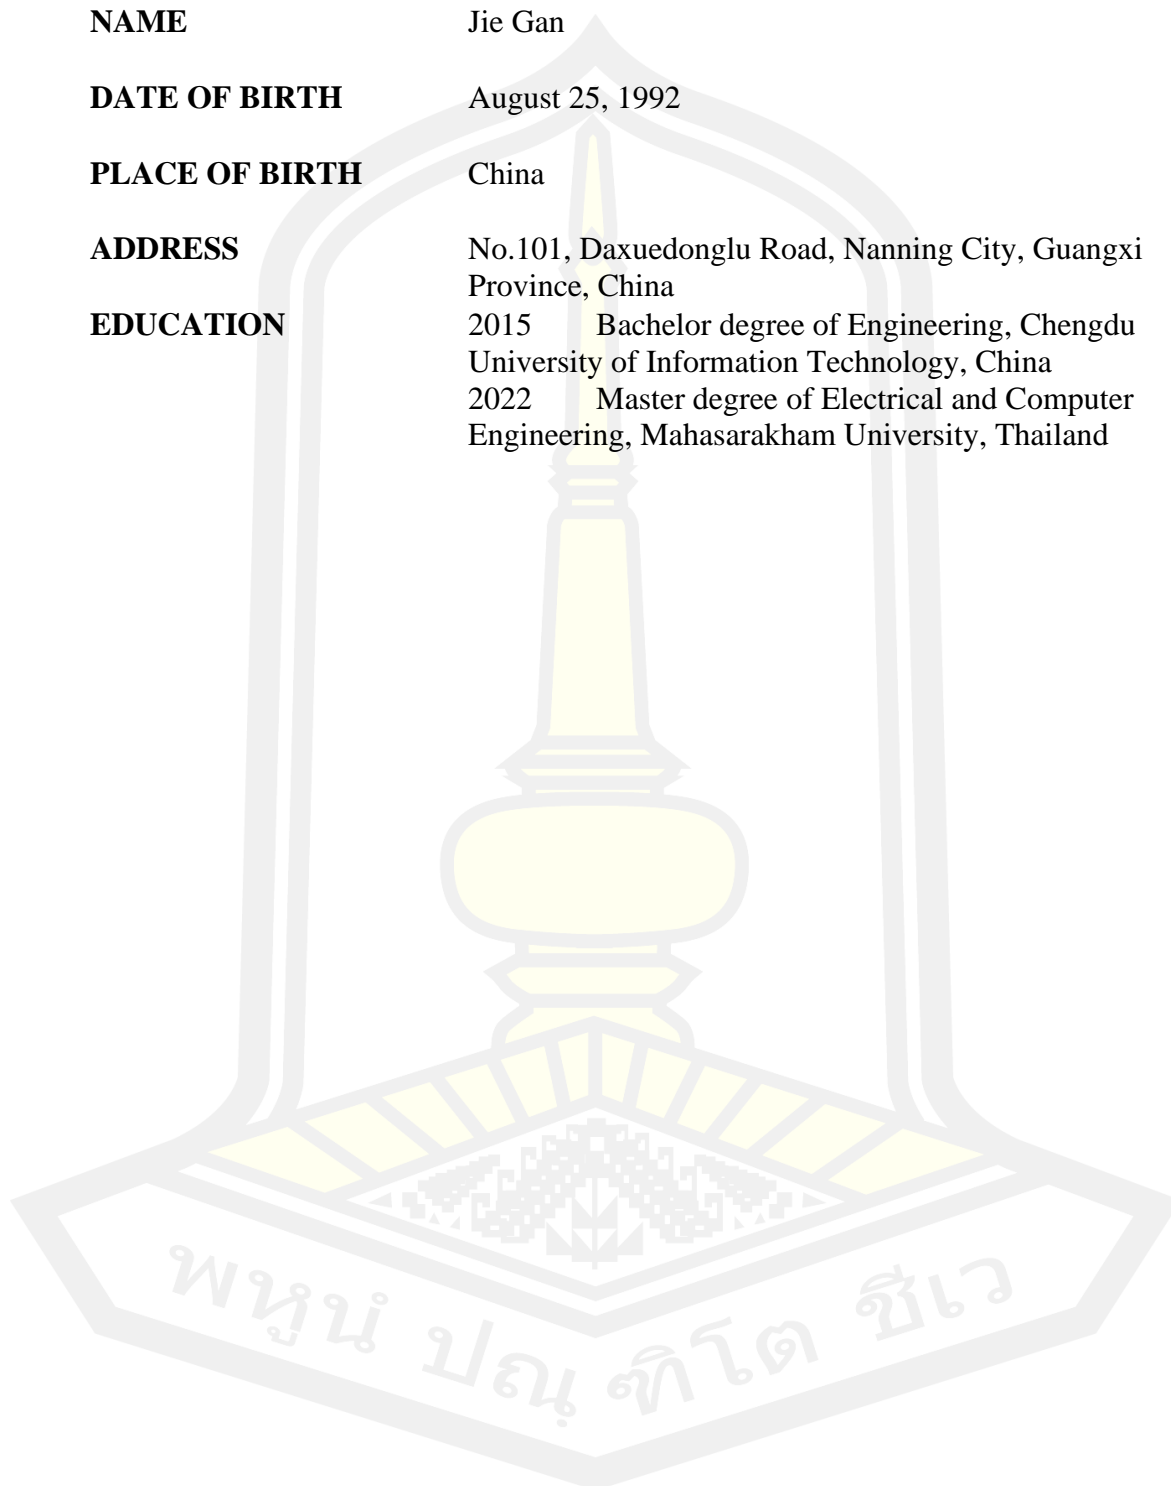 NAME Jie Gan
DATE OF BIRTH August 25, 1992
PLACE OF BIRTH China
ADDRESS No.101, Daxuedonglu Road, Nanning City, Guangxi
Province, China
EDUCATION 2015 Bachelor degree of Engineering, Chengdu
University of Information Technology, China
2022 Master degree of Electrical and Computer
Engineering, Mahasarakham University, Thailand
พหูนํ ปณฺฑิโต ชีเว